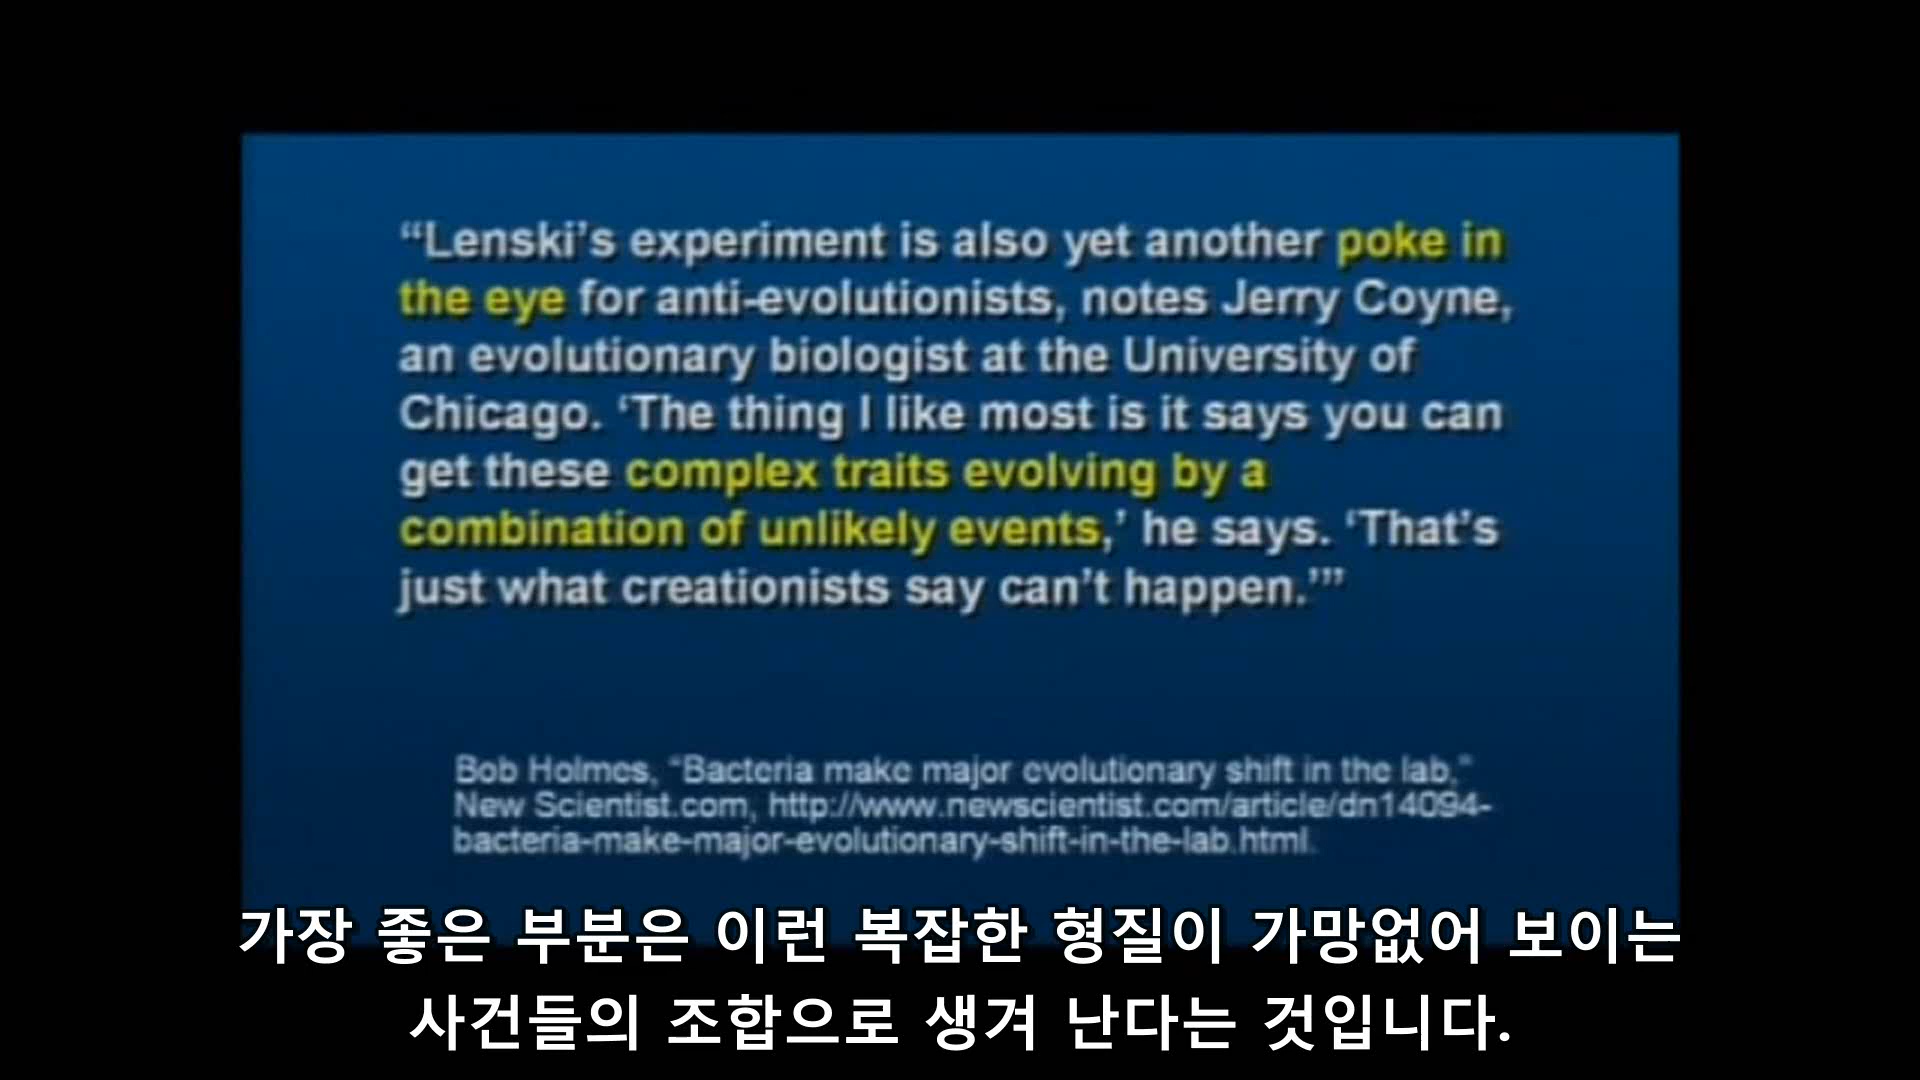 “Lenski’s experiment is also yet another poke in
the eye for anti-evolutionists, notes Jerry Coyne,
an evolutionary biologist at the University of
Chicago. ‘The thing I like most is it says you can
get these complex traits evolving by a
combination of unlikely events,’ he says. ‘That’s
just what creationists say can’t happen.’”
Bob Holmes, “Bacteria make major evolutionary shift in the lab,”
New Scientist.com, http://www.newscientist.com/article/dn14094-
bacteria-make-major-evolutionary-shift-in-the-lab.html.
가장 좋은 부분은 이런 복잡한 형질이 가망없어 보이는
사건들의 조합으로 생겨 난다는 것입니다.